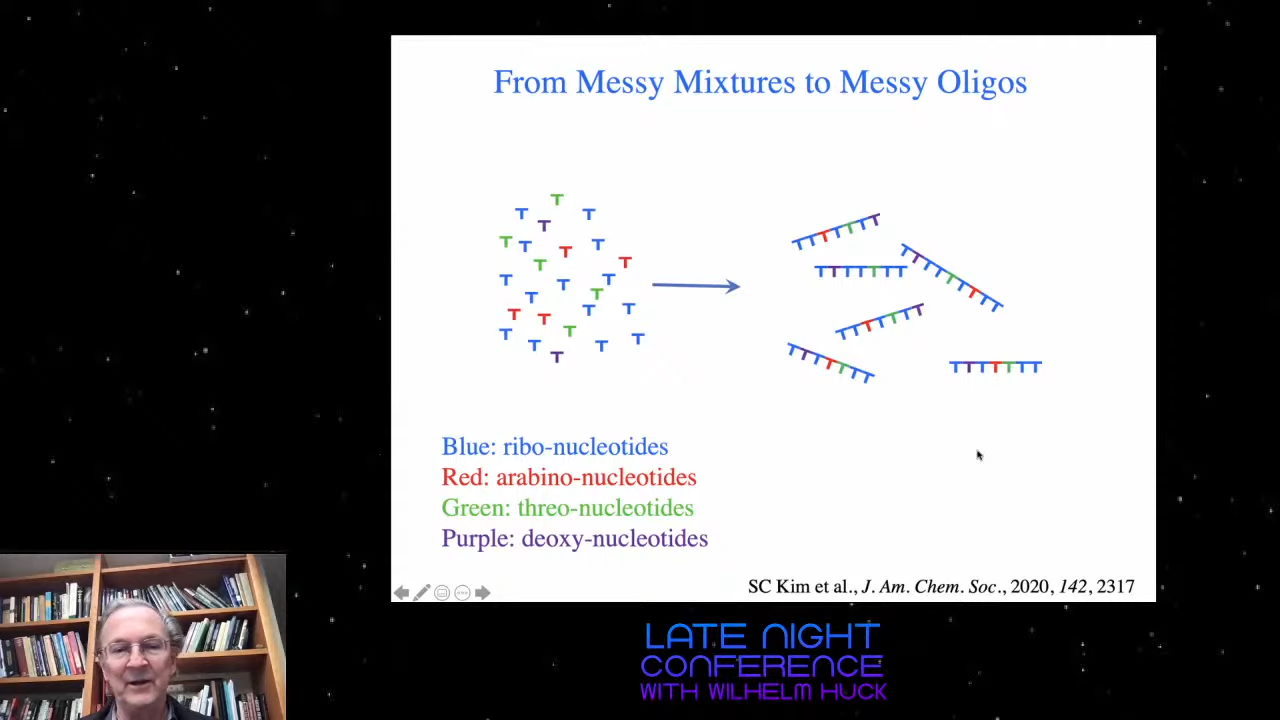 From Messy Mixtures to Messy Oligos
Blue: ribo-nucleotides
Red: arabino-nucleotides
Green: threo-nucleotides
Purple: deoxy-nucleotides
SC Kim et al., J. Am. Chem. Soc., 2020, 142, 2317
LATE NIGHT
CONFERENCE
WITH WILHELM HUCK